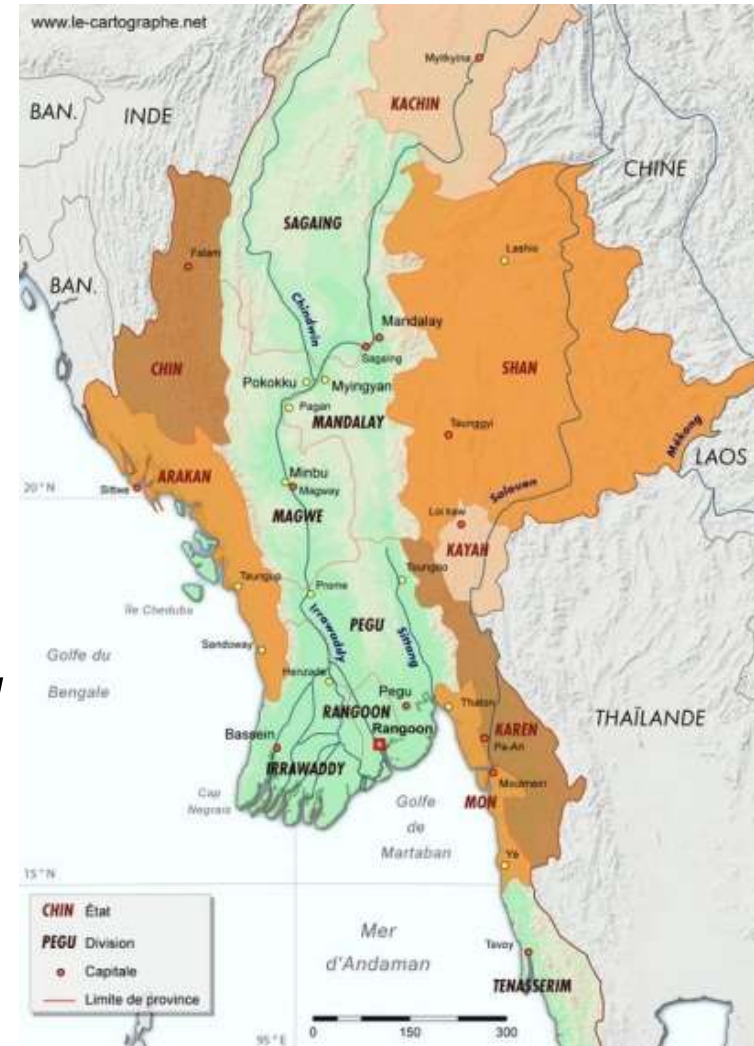 www.le-cartographe.net
Myitkyina
KACHIN
BAN.
INDE
CHINE
SAGAING
Falam
Lashio
BAN.
Chindwin
Mandalay
Sagaing
CHIN
SHAN
Pokokku
Myingyan
Pagan
MANDALAY
Taunggyi
Mékong
LAOS
ARAKAN
Minbu
Salouen
20°N
Sittwe
Magway
MAGWE
Loi kaw
KAYAH
Toungoo
Taungup
Prome
Île Cheduba
Irrawaddy
PEGU
Sittang
Sandoway
Golfe du
Bengale
Henzada
Pegu
RANGOON
Thaton
THAÏLANDE
Bassein
Rangoon
KAREN
Pa-An
IRRAWADDY
Moulmein
Cap
Negrais
Golfe
de
Martaban
MON
Yé
15°N
CHIN État
PEGU Division
Capitale
Limite de province
Mer
d'Andaman
Tavoy
TENASSERIM
0 150 300
95°E